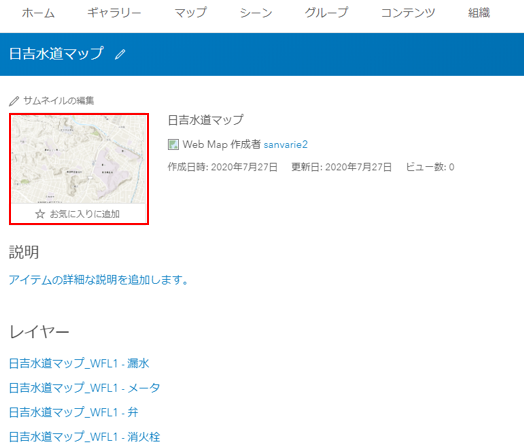 ホーム ギャラリー マップ シーン グループ コンテンツ 組織
日吉水道マップ
サムネイルの編集
日吉水道マップ
Web Map 作成者 sanvarie2
作成日時: 2020年7月27日 更新日: 2020年7月27日 ビュー数: 0
お気に入りに追加
説明
アイテムの詳細な説明を追加します。
レイヤー
日吉水道マップ_WFL1 - 漏水
日吉水道マップ_WFL1 - メータ
日吉水道マップ_WFL1 - 弁
日吉水道マップ_WFL1 - 消火栓